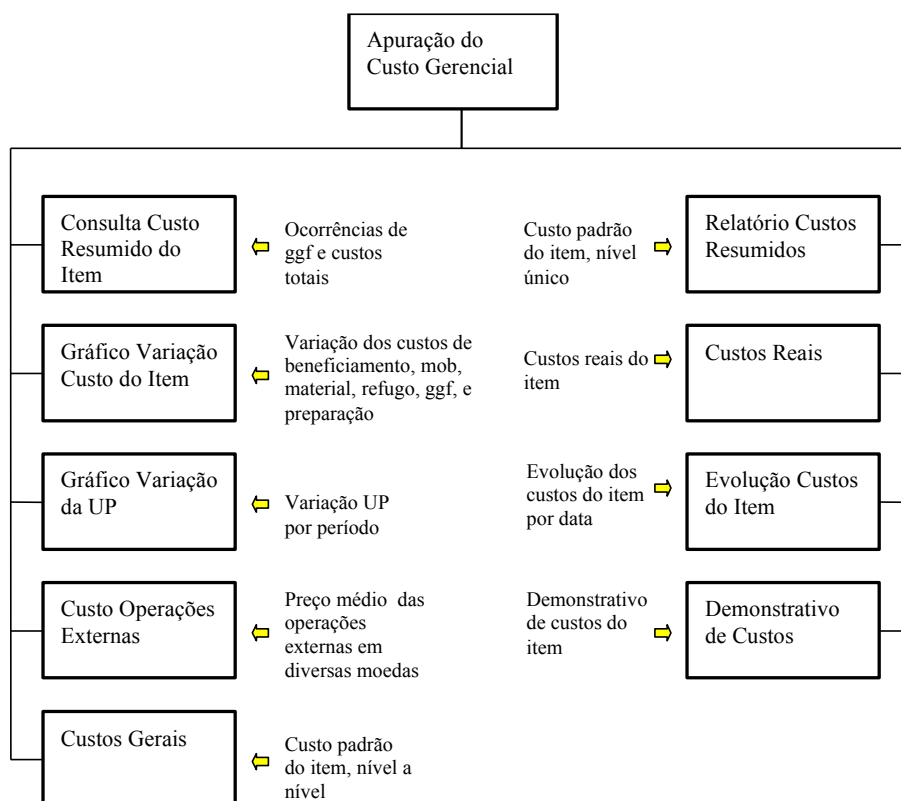 Apuração do
Custo Gerencial
Consulta Custo
Resumido do
Item
Ocorrências de
ggf e custos
totais
Custo padrão
do item, nível
único
Relatório Custos
Resumidos
Gráfico Variação
Custo do Item
Variação dos custos de
beneficiamento, mob,
material, refugo, ggf, e
preparação
Custos reais do
item
Custos Reais
Gráfico Variação
da UP
Variação UP
por período
Evolução dos
custos do item
por data
Evolução Custos
do Item
Custo Operações
Externas
Preço médio das
operações
externas em
diversas moedas
Demonstrativo
de custos do
item
Demonstrativo
de Custos
Custos Gerais
Custo padrão
do item, nível a
nível